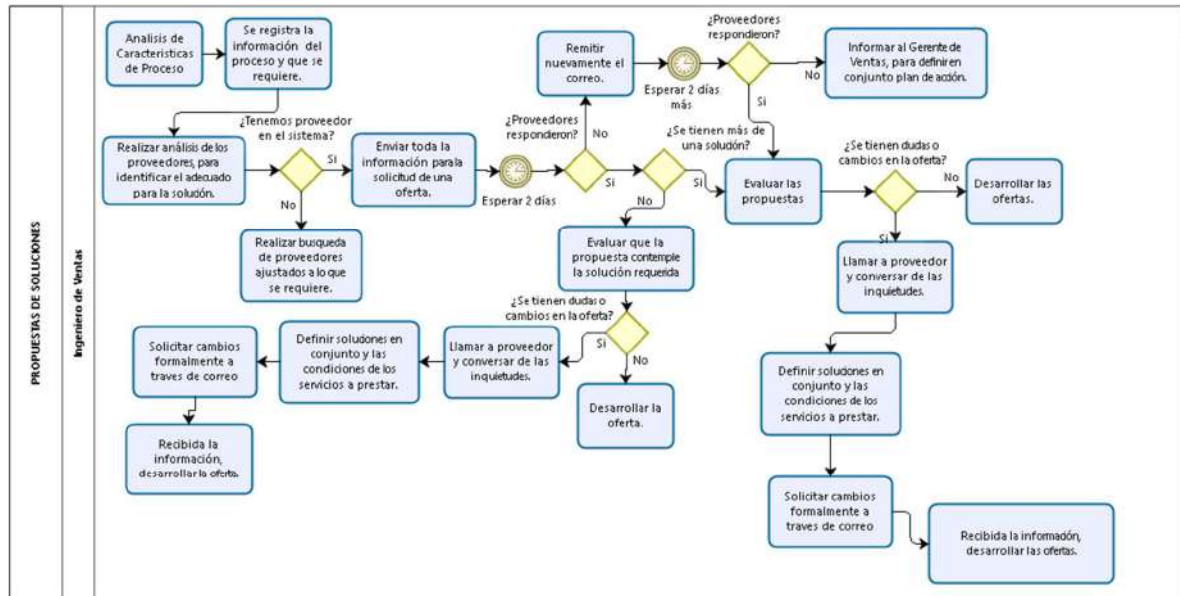 PROPUESTAS DE SOLUCIONES
Ingeniero de Ventas
Analisis de
Caracteristicas
de Proceso
Se registra la
información del
proceso y que se
requiere.
Realizar análisis de los
proveedores, para
identificar el adecuado
para la solución.
¿Tenemos proveedor
en el sistema?
Si
No
Realizar busqueda
de proveedores
ajustados a lo que
se requiere.
Enviar toda la
información para la
solicitud de una
oferta.
Esperar 2 días
¿Proveedores
respondieron?
No
Si
Remitir
nuevamente el
correo.
Esperar 2 días
más
¿Proveedores
respondieron?
No
Si
Informar al Gerente de
Ventas, para definir en
conjunto plan de acción.
¿Se tienen más de
una solución?
Si
No
Evaluar las
propuestas
¿Se tienen dudas o
cambios en la oferta?
No
Si
Desarrollar las
ofertas.
Llamar a proveedor
y conversar de las
inquietudes.
Definir soluciones en
conjunto y las
condiciones de los
servicios a prestar.
Solicitar cambios
formalmente a
traves de correo
Recibida la información,
desarrollar las ofertas.
Evaluar que la
propuesta contemple
la solución requerida
¿Se tienen dudas o
cambios en la oferta?
Si
No
Desarrollar la
oferta.
Llamar a proveedor
y conversar de las
inquietudes.
Definir soluciones en
conjunto y las
condiciones de los
servicios a prestar.
Solicitar cambios
formalmente a
traves de correo
Recibida la
información,
desarrollar la oferta.